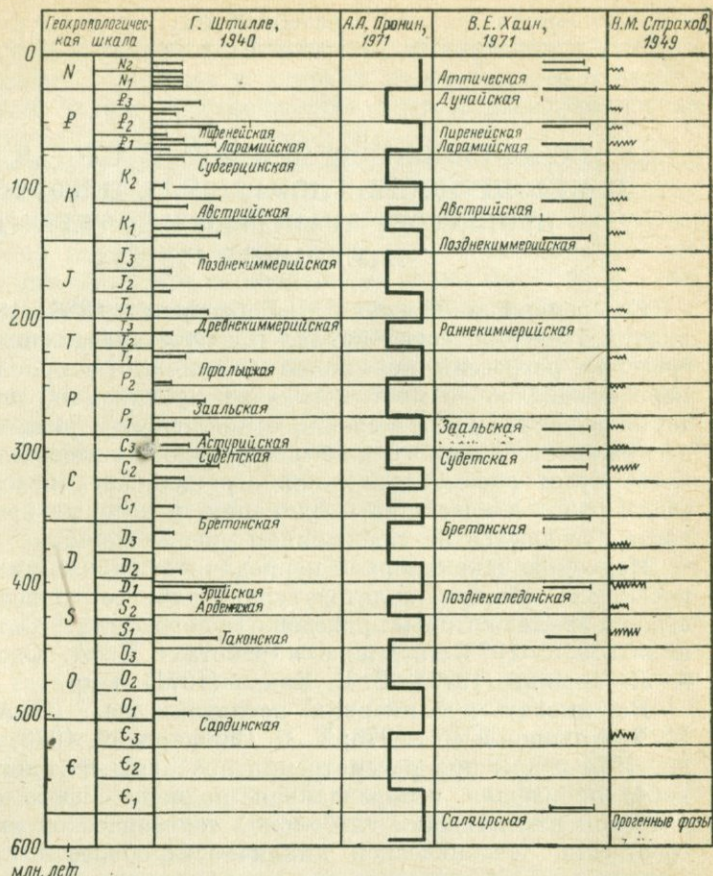 Геохронологичес-
кая шкала
Г. Штилле,
1940
А.А. Пронин,
1971
В.Е. Хаин,
1971
Н.М. Страхов,
1949
0
100
200
300
400
500
600
млн. лет
N
N2
N1
₽
₽3
₽2
₽1
K
K2
K1
J
J3
J2
J1
T
T3
T2
T1
P
P2
P1
C
C3
C2
C1
D
D3
D2
D1
S
S2
S1
O
O3
O2
O1
Є
Є3
Є2
Є1
Пиренейская
Ларамийская
Субгерцинская
Австрийская
Позднекиммерийская
Древнекиммерийская
Пфальцская
Заальская
Астурийская
Судетская
Бретонская
Эрийская
Арденская
Таконская
Сардинская
Аттическая
Дунайская
Пиренейская
Ларамийская
Австрийская
Позднекиммерийская
Раннекиммерийская
Заальская
Судетская
Бретонская
Позднекаледонская
Салаирская
Орогенные фазы